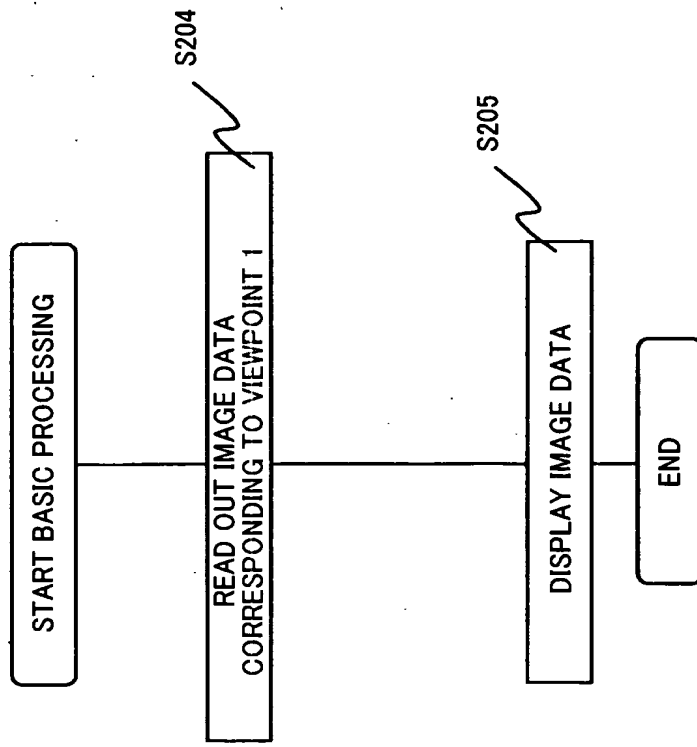 START BASIC PROCESSING
READ OUT IMAGE DATA
CORRESPONDING TO VIEWPOINT 1
S204
DISPLAY IMAGE DATA
S205
END